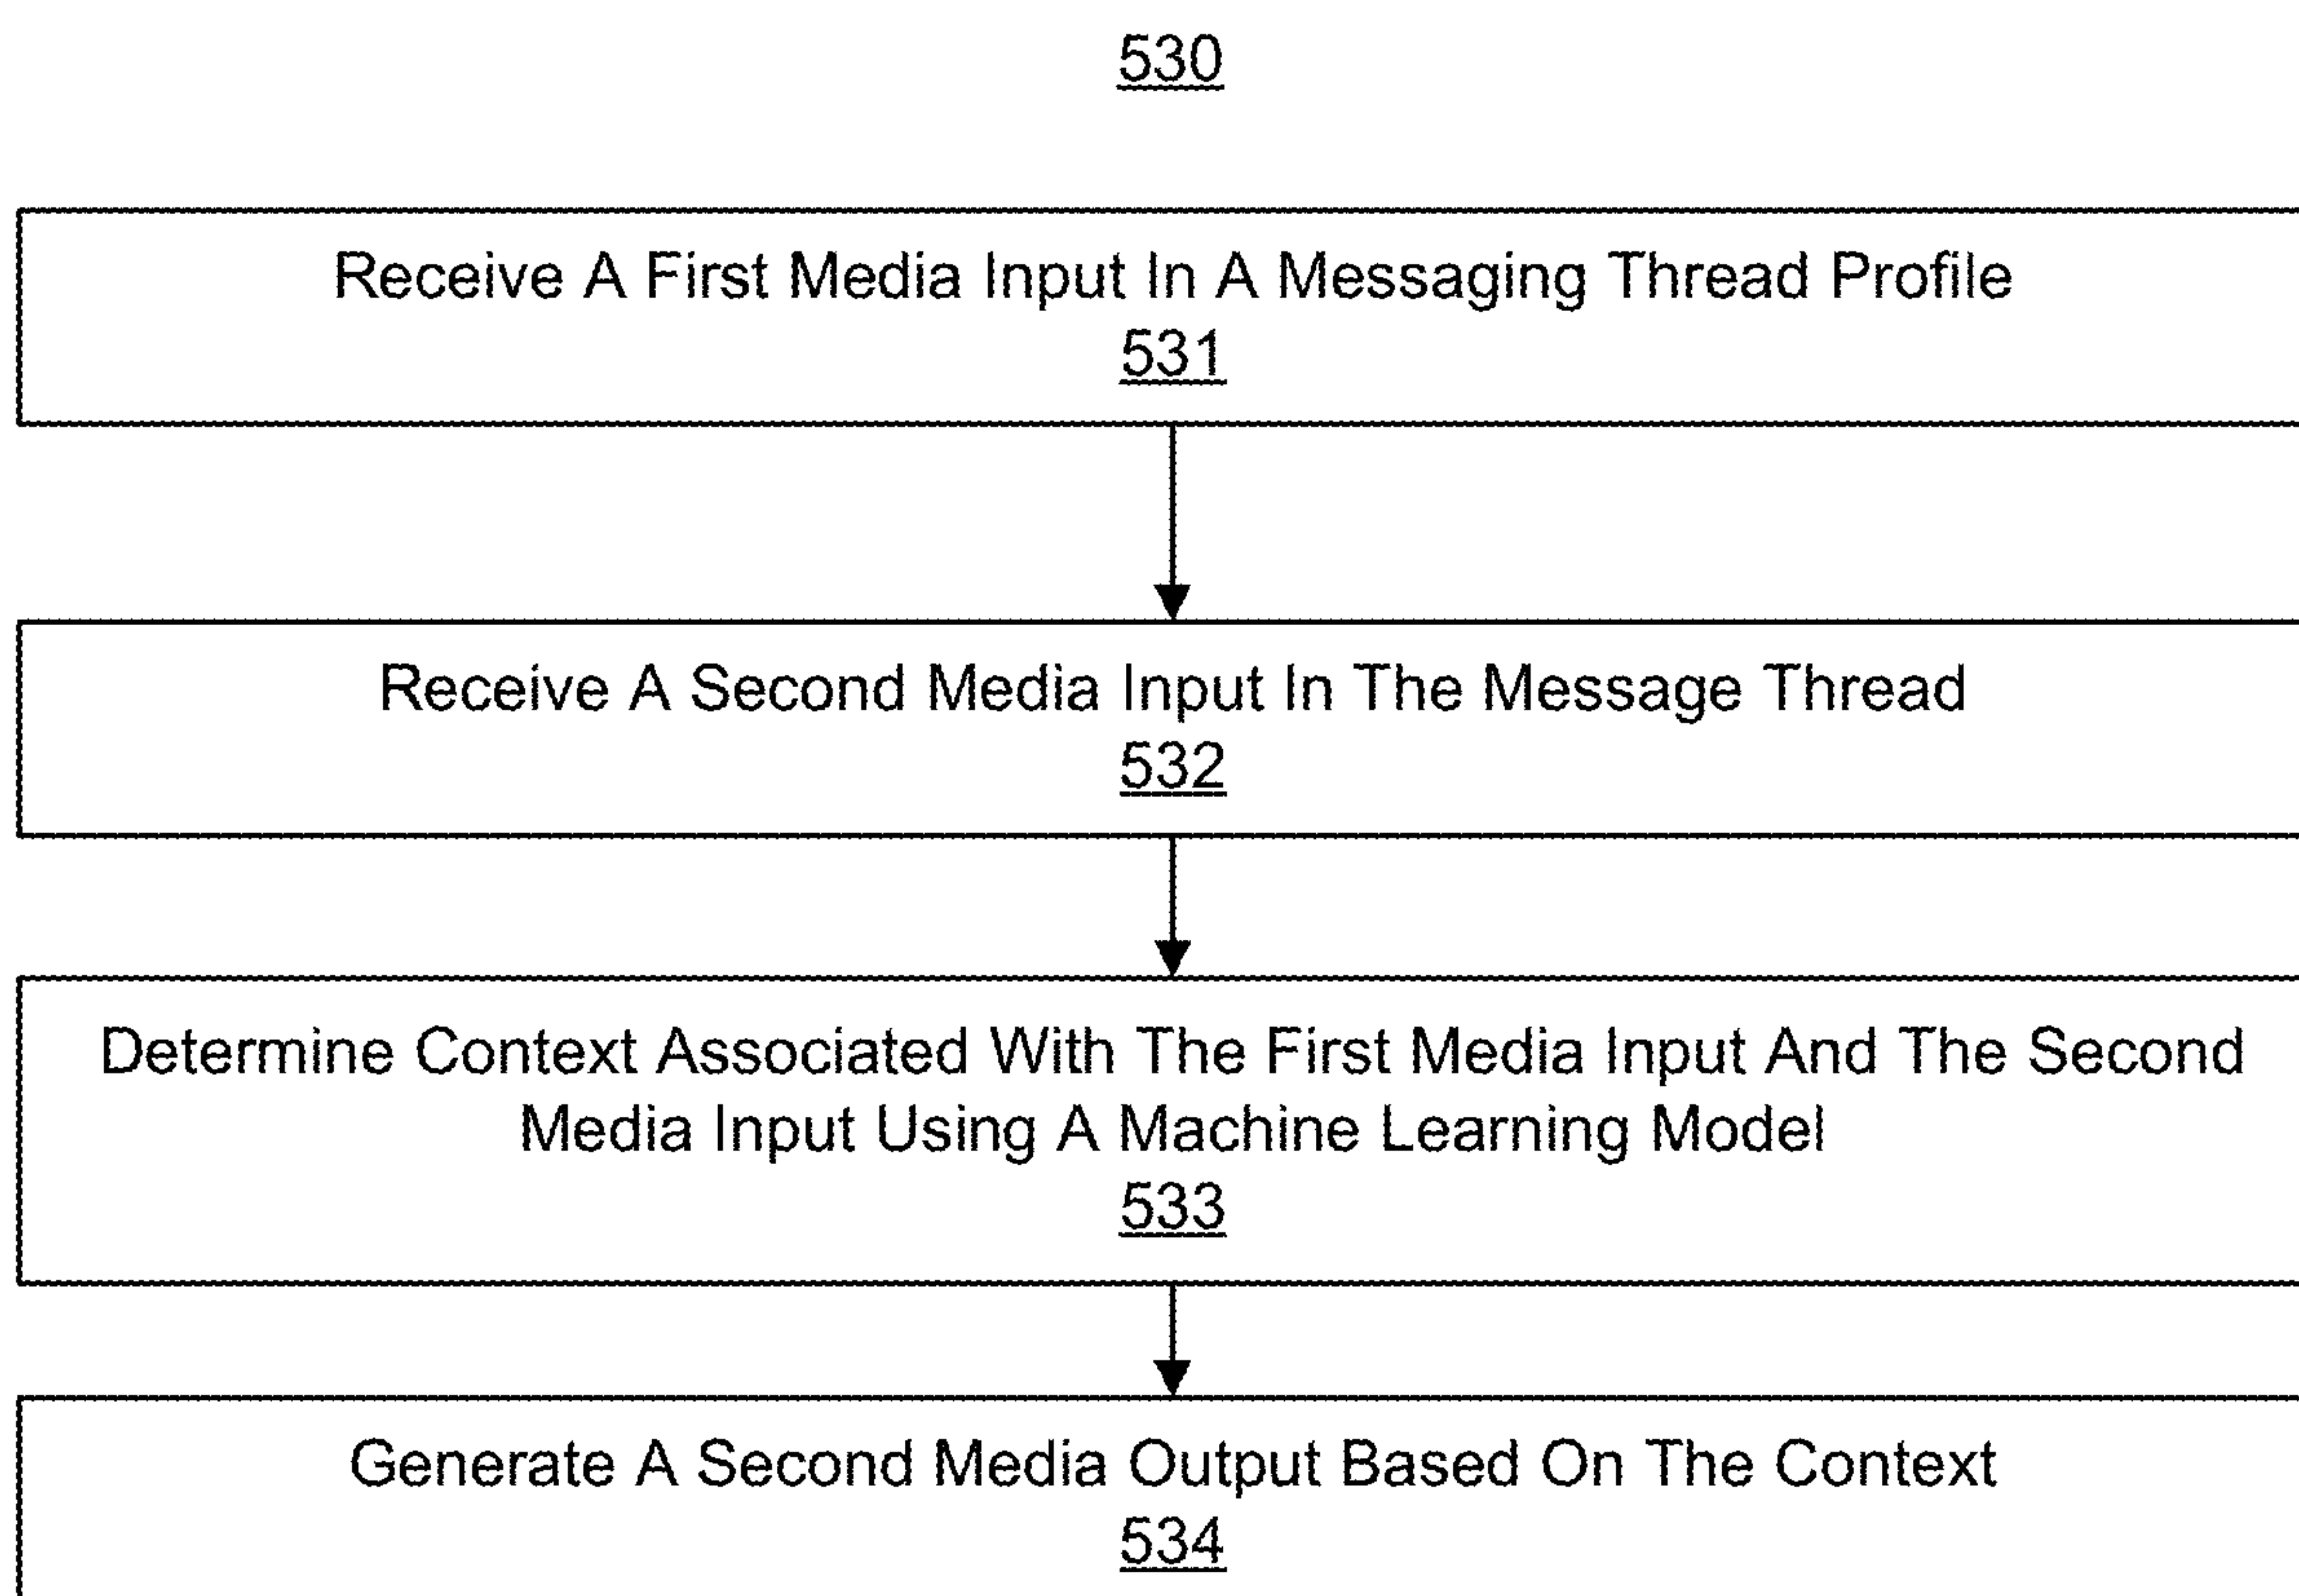 530
Receive A First Media Input In A Messaging Thread Profile
531
Receive A Second Media Input In The Message Thread
532
Determine Context Associated With The First Media Input And The Second
Media Input Using A Machine Learning Model
533
Generate A Second Media Output Based On The Context
534